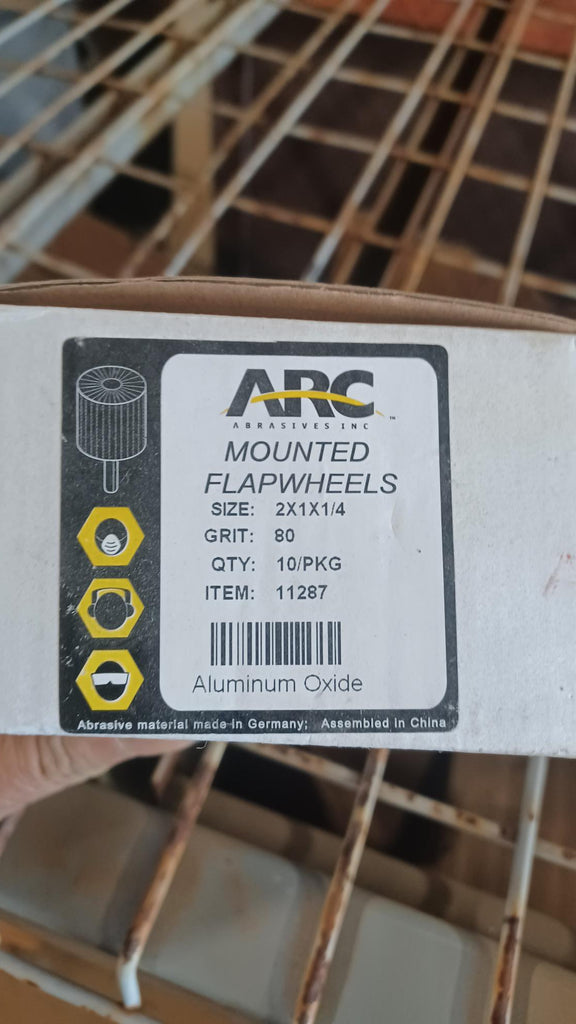 ARC
ABRASIVES INC
™
MOUNTED
FLAPWHEELS
SIZE: 2X1X1/4
GRIT: 80
QTY: 10/PKG
ITEM: 11287
Aluminum Oxide
Abrasive material made in Germany; Assembled in China